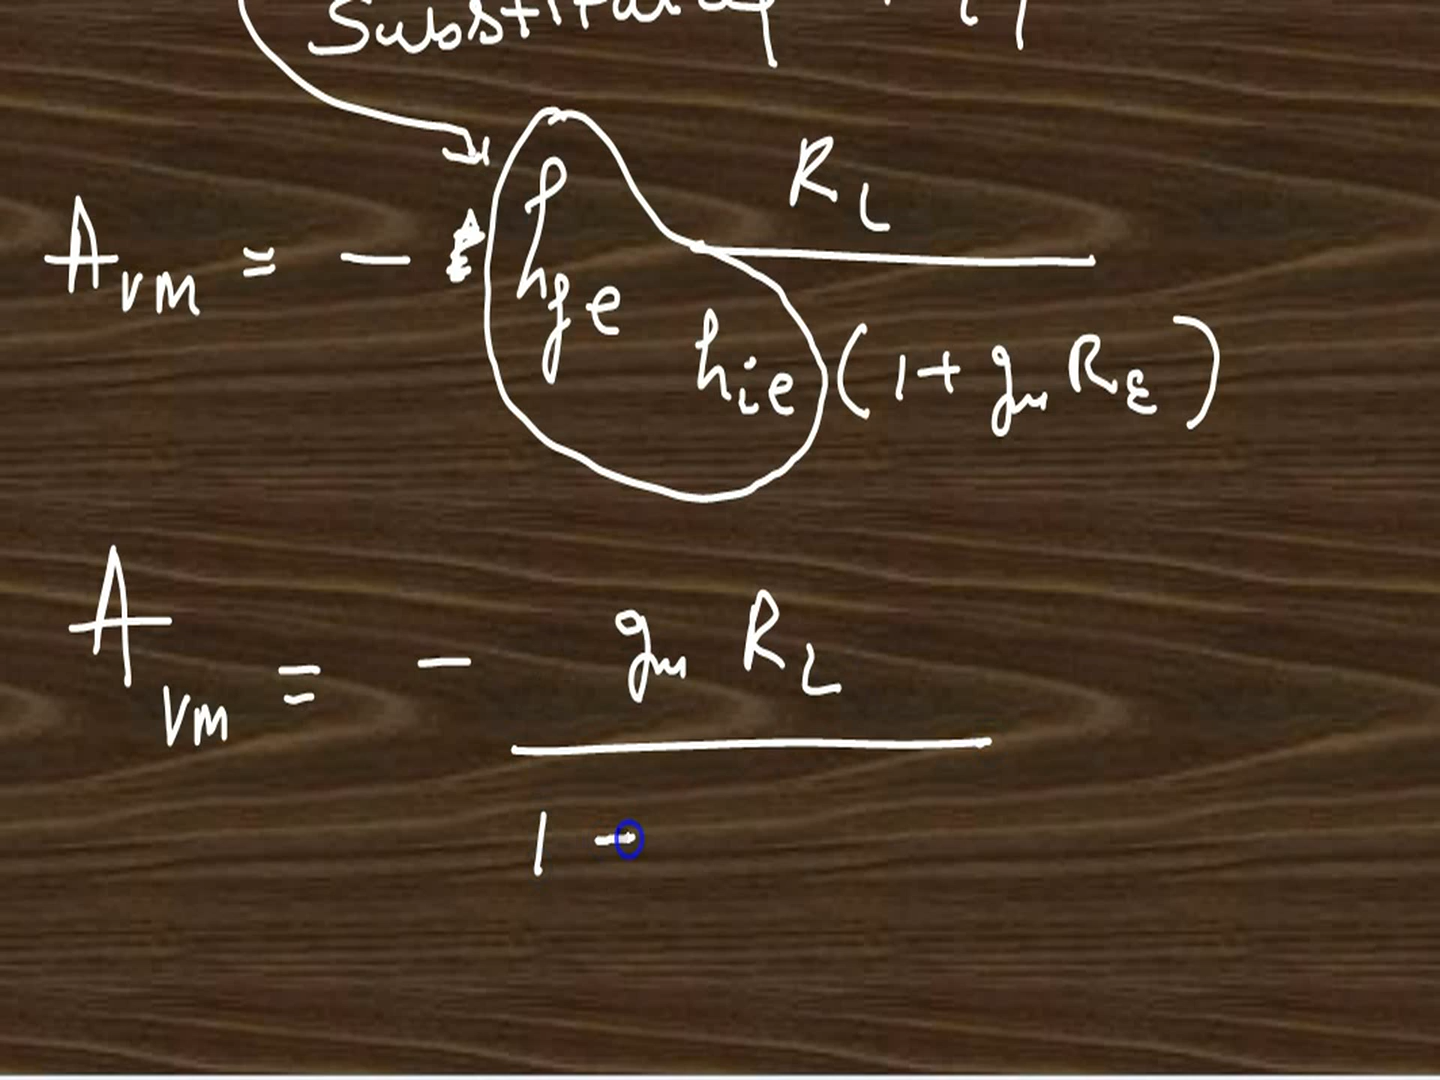 Substituting
A_vm = - h_fe R_L / h_ie (1 + g_m R_E)
A_vm = - g_m R_L / 1 -